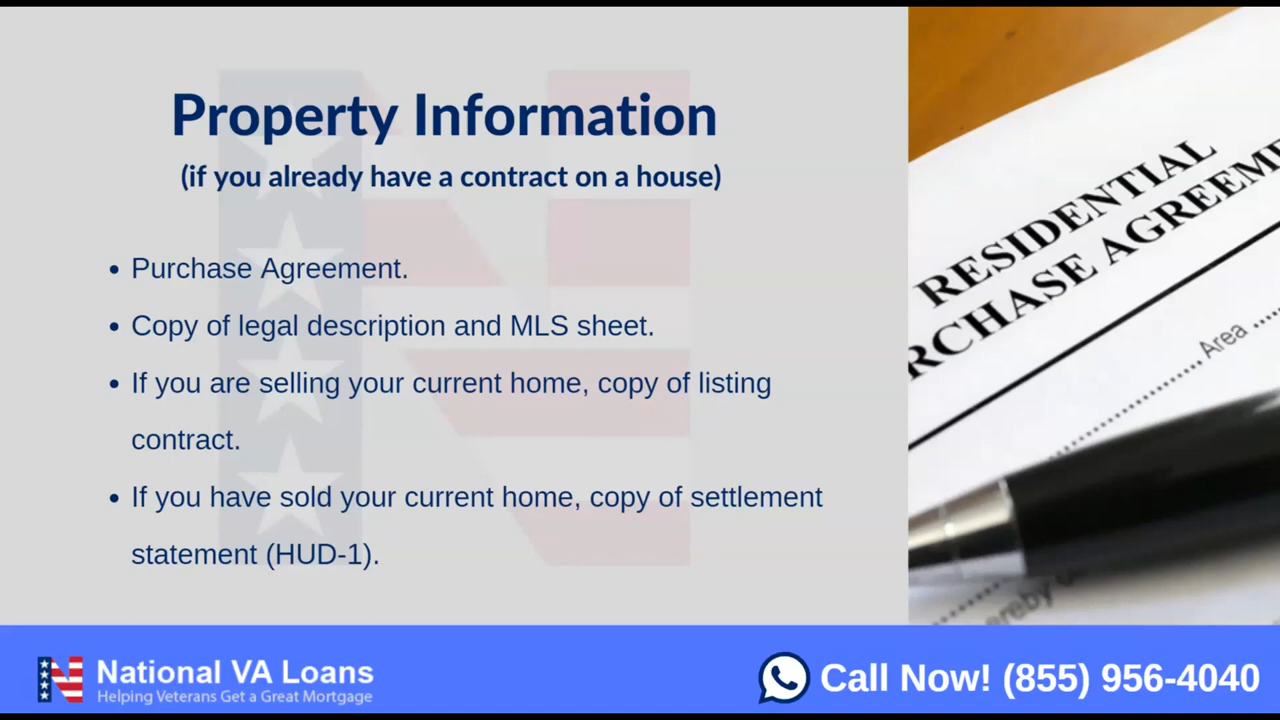 Property Information
(if you already have a contract on a house)
• Purchase Agreement.
• Copy of legal description and MLS sheet.
• If you are selling your current home, copy of listing
contract.
• If you have sold your current home, copy of settlement
statement (HUD-1).
RESIDENTIAL
RCHASE AGREEME
Area
ereby
National VA Loans
Helping Veterans Get a Great Mortgage
Call Now! (855) 956-4040